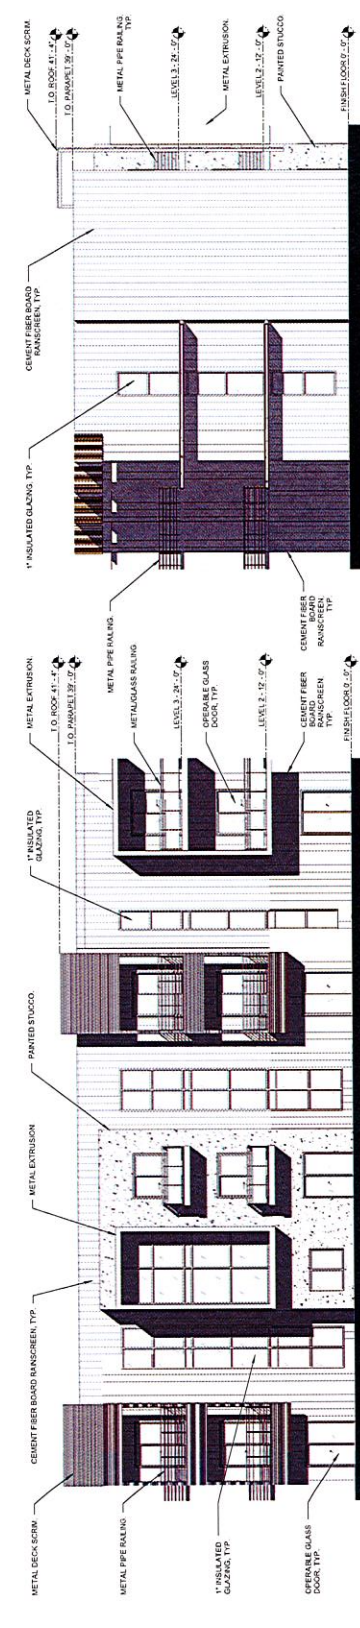 METAL DECK SCRIM.
CEMENT FIBER BOARD RAINSCREEN, TYP.
METAL EXTRUSION
PAINTED STUCCO.
1" INSULATED
GLAZING, TYP
METAL EXTRUSION.
T.O. ROOF 41' - 4"
T.O. PARAPET 39' - 0"
METAL PIPE RAILING.
METAL/GLASS RAILING
LEVEL 3 - 24' - 0"
OPERABLE GLASS
DOOR, TYP.
LEVEL 2 - 12' - 0"
CEMENT FIBER
BOARD
RAINSCREEN
TYP.
FINISH FLOOR 0' - 0"
METAL PIPE RAILING.
1" INSULATED
GLAZING, TYP
OPERABLE GLASS
DOOR, TYP.
1" INSULATED GLAZING, TYP.
CEMENT FIBER BOARD
RAINSCREEN, TYP.
METAL DECK SCRIM.
T.O. ROOF 41' - 4"
T.O. PARAPET 39' - 0"
METAL PIPE RAILING,
TYP.
LEVEL 3 - 24' - 0"
METAL EXTRUSION.
LEVEL 2 - 12' - 0"
PAINTED STUCCO.
FINISH FLOOR 0' - 0"
CEMENT FIBER
BOARD
RAINSCREEN,
TYP.